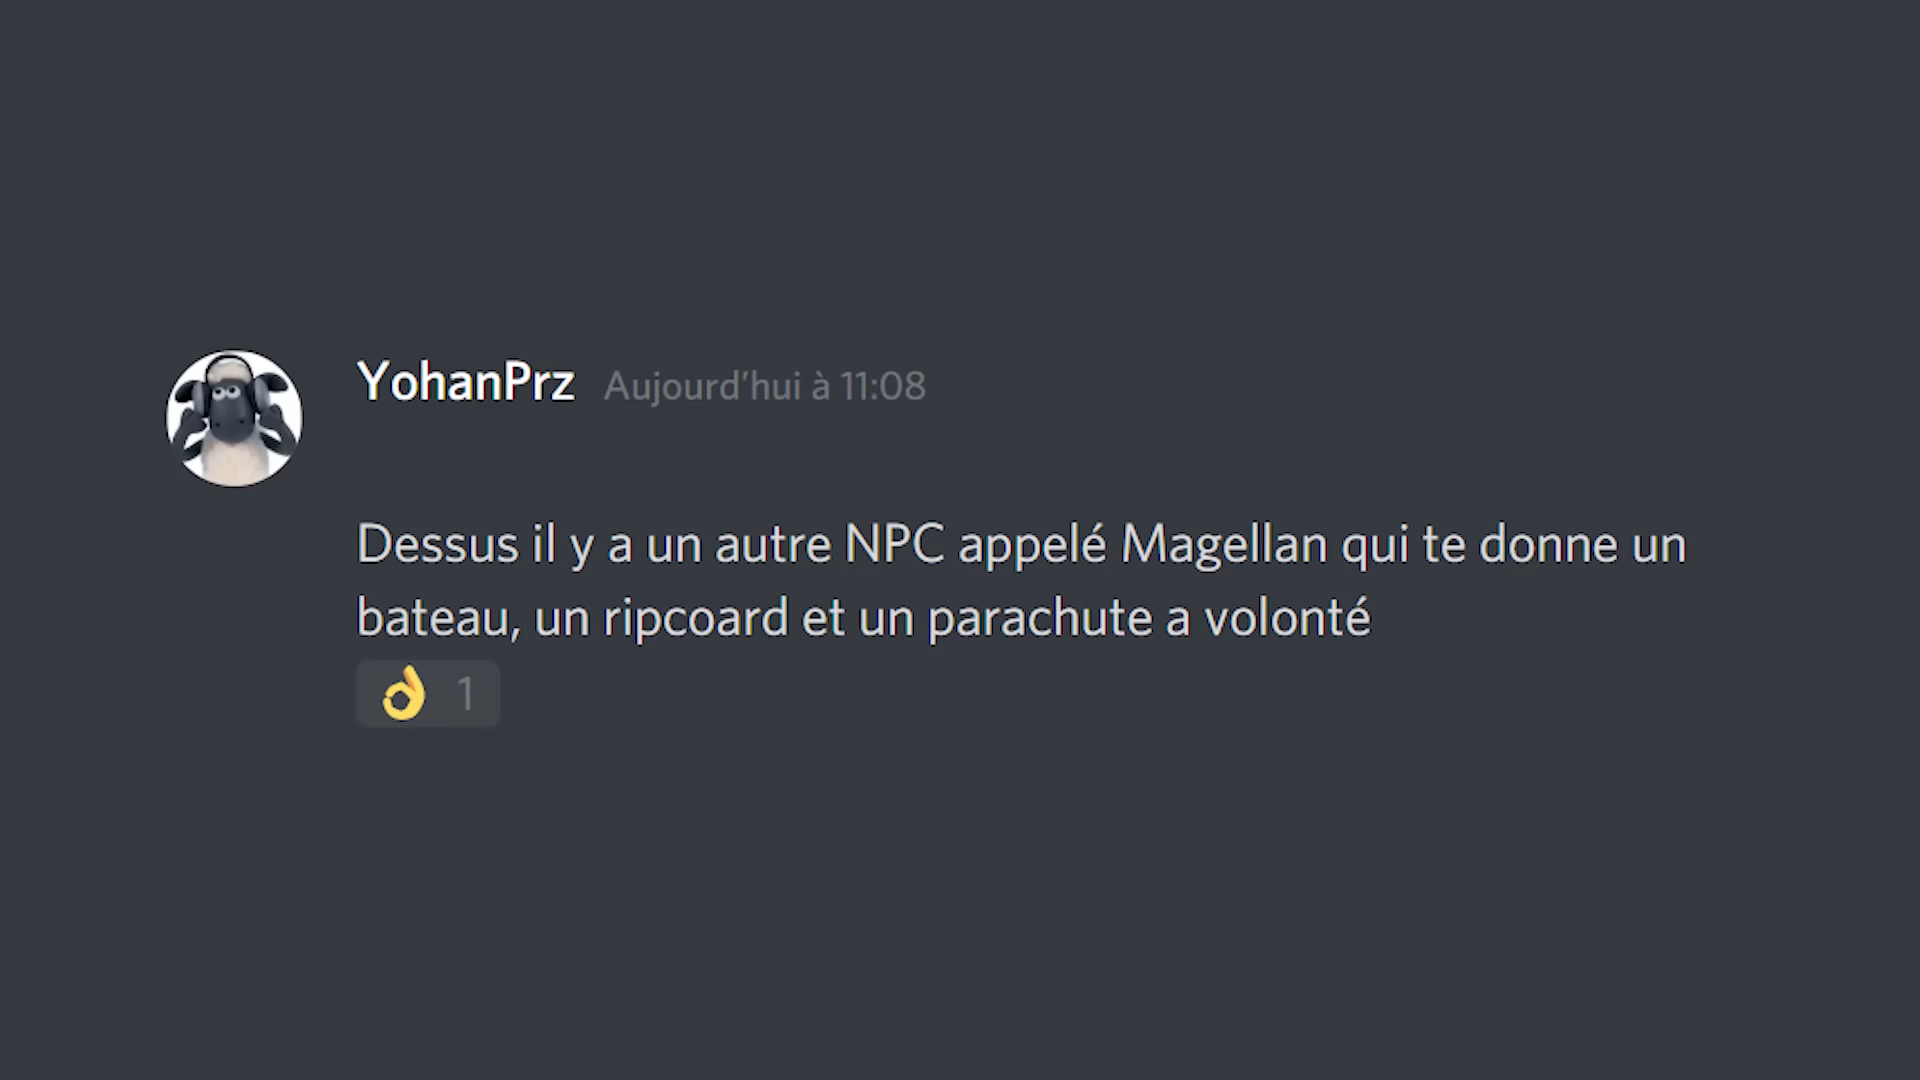 YohanPrz Aujourd'hui à 11:08
Dessus il y a un autre NPC appelé Magellan qui te donne un
bateau, un ripcoard et un parachute a volonté
👌 1